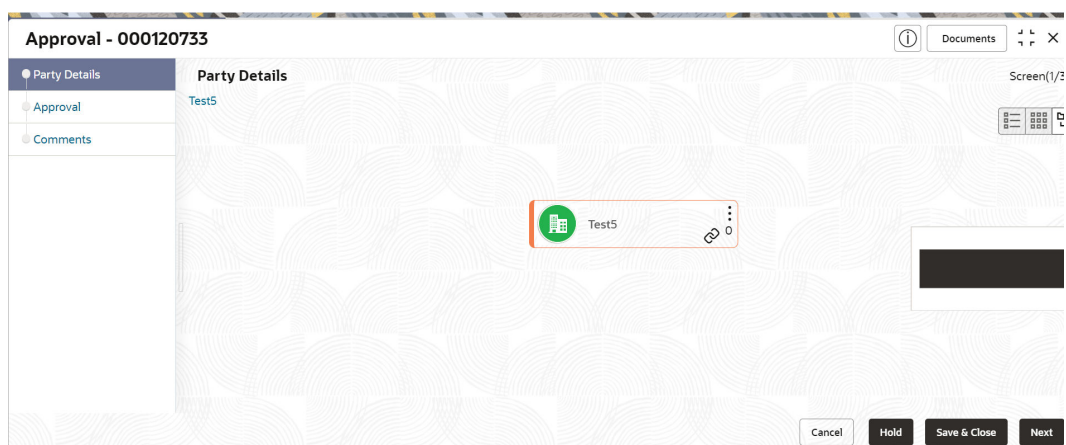 Approval - 000120733
Documents
Party Details
Approval
Comments
Party Details
Screen(1/3
Test5
Test5
0
Cancel
Hold
Save & Close
Next